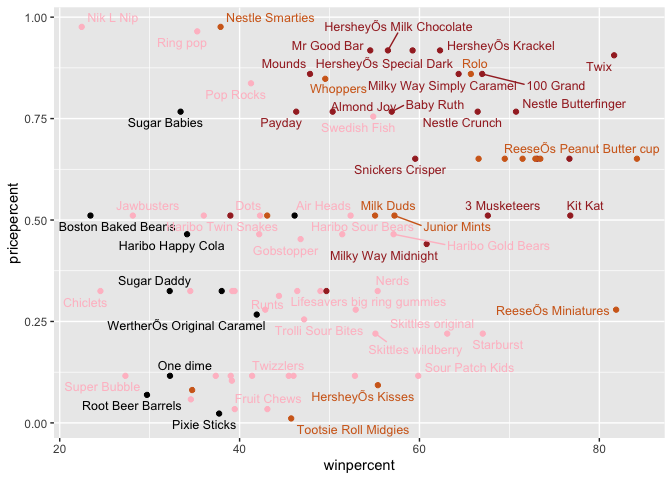 Nik L Nip
Nestle Smarties
HersheyÕs Milk Chocolate
1.00
Ring pop
Mr Good Bar
HersheyÕs Krackel
Mounds
HersheyÕs Special Dark
Rolo
Twix
Pop Rocks
Whoppers
Milky Way Simply Caramel
100 Grand
Almond Joy
Baby Ruth
Nestle Butterfinger
0.75
Sugar Babies
Payday
Swedish Fish
Nestle Crunch
ReeseÕs Peanut Butter cup
Snickers Crisper
Jawbusters
Dots
Air Heads
Milk Duds
3 Musketeers
Kit Kat
0.50
Boston Baked Bears
Haribo Twin Snakes
Haribo Sour Bears
Junior Mints
Haribo Happy Cola
Gobstopper
Haribo Gold Bears
Milky Way Midnight
Sugar Daddy
Nerds
Chiclets
Runts
Lifesavers big ring gummies
ReeseÕs Miniatures
0.25
WertherÕs Original Caramel
Trolli Sour Bites
Skittles original
Skittles wildberry
Starburst
One dime
Twizzlers
Sour Patch Kids
Super Bubble
Root Beer Barrels
Fruit Chews
HersheyÕs Kisses
0.00
Pixie Sticks
Tootsie Roll Midgies
20
40
60
80
winpercent
pricepercent